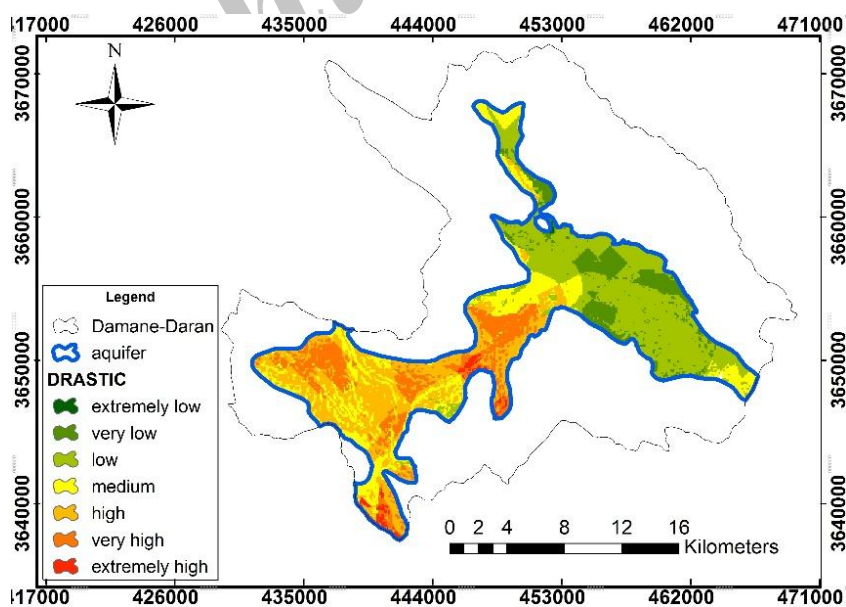 417000 426000 435000 444000 453000 462000 471000
N
3670000 3670000
3660000 3660000
3650000 3650000
3640000 3640000
Legend
Damane-Daran
aquifer
DRASTIC
extremely low
very low
low
medium
high
very high
extremely high
0 2 4 8 12 16
Kilometers
417000 426000 435000 444000 453000 462000 471000